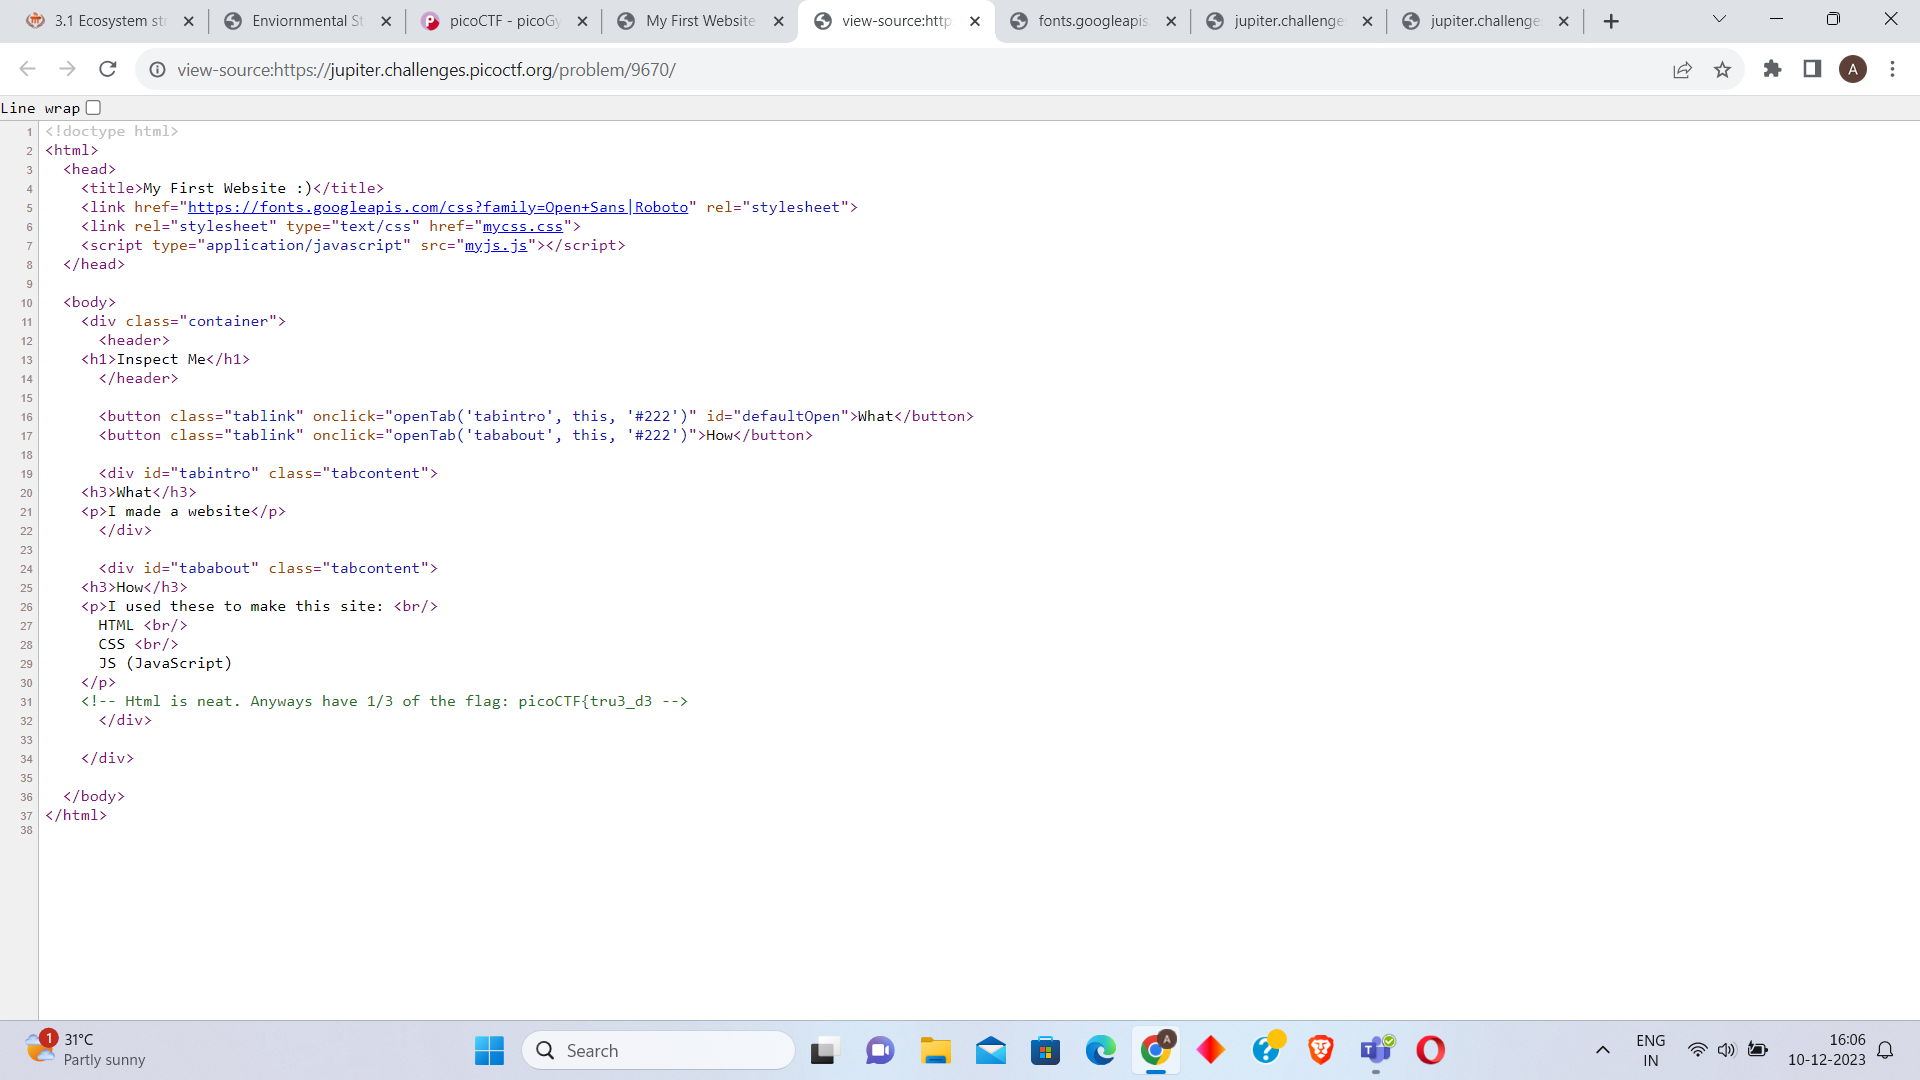 3.1 Ecosystem str
Enviornmental St
picoCTF - picoGy
My First Website
view-source:http
fonts.googleapis.
jupiter.challenge
jupiter.challenge
view-source:https://jupiter.challenges.picoctf.org/problem/9670/
A
Line wrap
1 <!doctype html>
2 <html>
3 <head>
4 <title>My First Website :)</title>
5 <link href="https://fonts.googleapis.com/css?family=Open+Sans|Roboto" rel="stylesheet">
6 <link rel="stylesheet" type="text/css" href="mycss.css">
7 <script type="application/javascript" src="myjs.js"></script>
8 </head>
9
10 <body>
11 <div class="container">
12 <header>
13 <h1>Inspect Me</h1>
14 </header>
15
16 <button class="tablink" onclick="openTab('tabintro', this, '#222')" id="defaultOpen">What</button>
17 <button class="tablink" onclick="openTab('tababout', this, '#222')">How</button>
18
19 <div id="tabintro" class="tabcontent">
20 <h3>What</h3>
21 <p>I made a website</p>
22 </div>
23
24 <div id="tababout" class="tabcontent">
25 <h3>How</h3>
26 <p>I used these to make this site: <br/>
27 HTML <br/>
28 CSS <br/>
29 JS (JavaScript)
30 </p>
31 <!-- Html is neat. Anyways have 1/3 of the flag: picoCTF{tru3_d3 -->
32 </div>
33
34 </div>
35
36 </body>
37 </html>
38
1
31°C
Partly sunny
Search
A
ENG
IN
16:06
10-12-2023